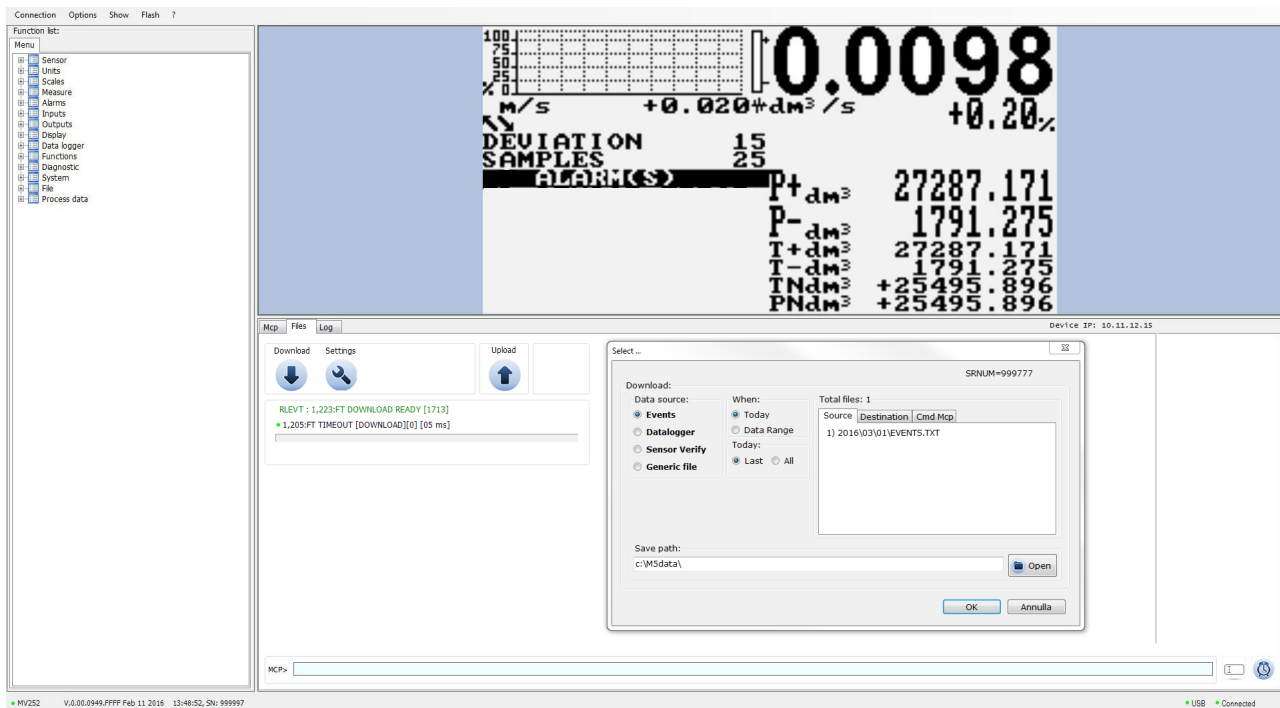 Connection Options Show Flash ?
Function list:
Menu
Sensor
Units
Scales
Measure
Alarms
Inputs
Outputs
Display
Data logger
Functions
Diagnostic
System
File
Process data
100
75
50
25
% 0
+
-
0.0098
m/s +0.020 dm³/s +0.20%
DEVIATION 15
SAMPLES 25
ALARM(S)
P+dm³ 27287.171
P-dm³ 1791.275
T+dm³ 27287.171
T-dm³ 1791.275
TNdm³ +25495.896
PNdm³ +25495.896
Mcp Files Log
Device IP: 10.11.12.15
Download Settings Upload
RLEVT : 1,223:FT DOWNLOAD READY [1713]
1,205:FT TIMEOUT [DOWNLOAD][0] [05 ms]
Select ...
SRNUM=999777
Download:
Data source:
Events
Datalogger
Sensor Verify
Generic file
When:
Today
Data Range
Today:
Last All
Total files: 1
Source Destination Cmd Mcp
1) 2016\03\01\EVENTS.TXT
Save path:
c:\M5data\
Open
OK Annulla
MCP>
MV252 V.0.00.0949.FFFF Feb 11 2016 13:48:52, SN: 999997
USB Connected